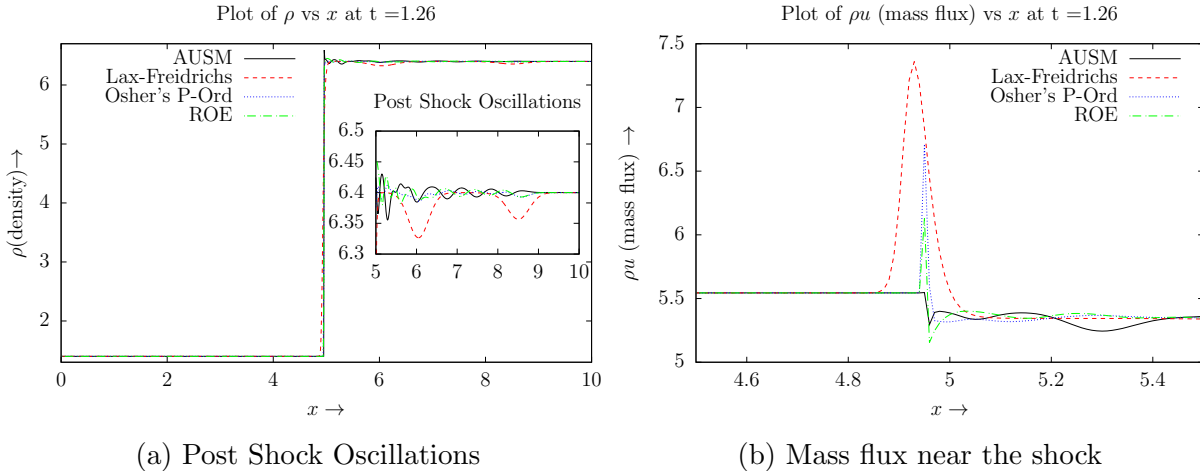 Plot of ρ vs x at t =1.26
ρ(density)→
6
5
4
3
2
AUSM
Lax-Freidrichs
Osher's P-Ord
ROE
Post Shock Oscillations
6.5
6.45
6.4
6.35
6.3
5 6 7 8 9 10
0 2 4 6 8 10
x →
(a) Post Shock Oscillations
Plot of ρu (mass flux) vs x at t =1.26
ρu (mass flux) →
7.5
7
6.5
6
5.5
5
AUSM
Lax-Freidrichs
Osher's P-Ord
ROE
4.6 4.8 5 5.2 5.4
x →
(b) Mass flux near the shock